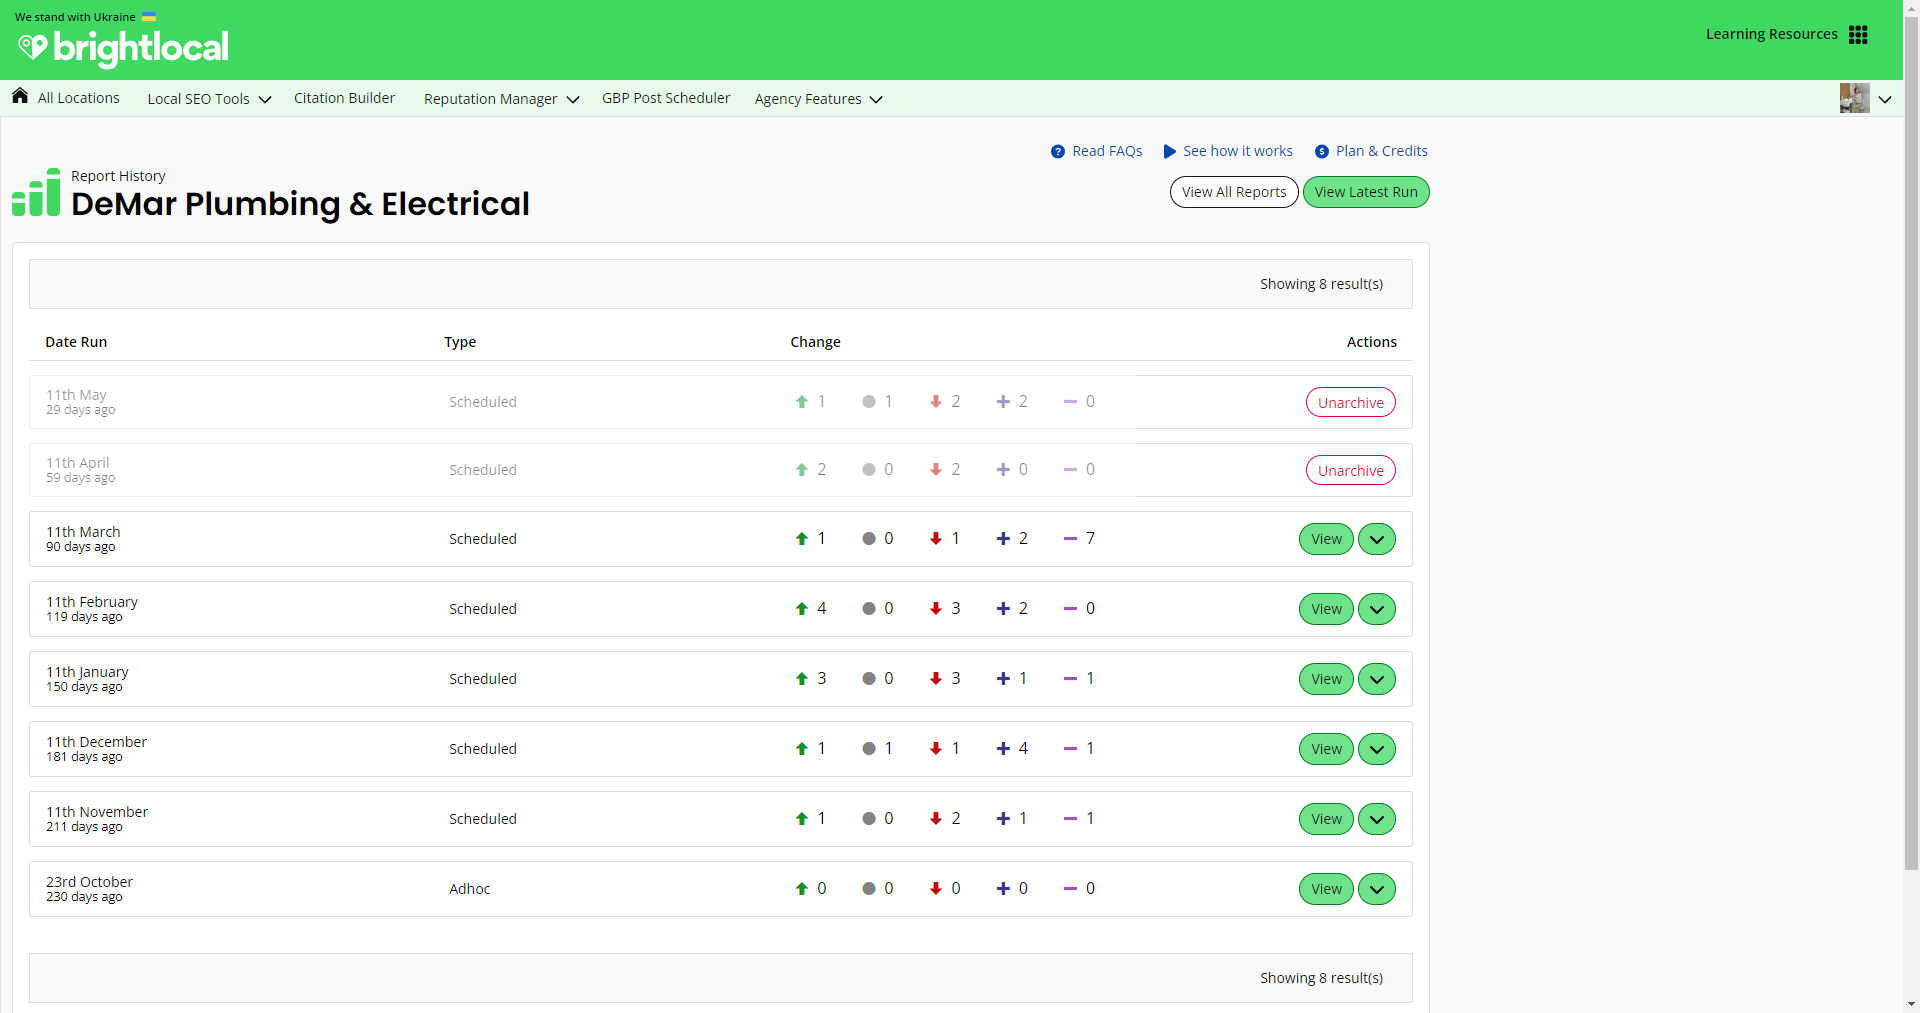 We stand with Ukraine
brightlocal
Learning Resources
All Locations Local SEO Tools Citation Builder Reputation Manager GBP Post Scheduler Agency Features
Read FAQs See how it works Plan & Credits
Report History
DeMar Plumbing & Electrical
View All Reports View Latest Run
Showing 8 result(s)
Date Run Type Change Actions
11th May
29 days ago
Scheduled 1 1 2 2 0 Unarchive
11th April
59 days ago
Scheduled 2 0 2 0 0 Unarchive
11th March
90 days ago
Scheduled 1 0 1 2 7 View
11th February
119 days ago
Scheduled 4 0 3 2 0 View
11th January
150 days ago
Scheduled 3 0 3 1 1 View
11th December
181 days ago
Scheduled 1 1 1 4 1 View
11th November
211 days ago
Scheduled 1 0 2 1 1 View
23rd October
230 days ago
Adhoc 0 0 0 0 0 View
Showing 8 result(s)